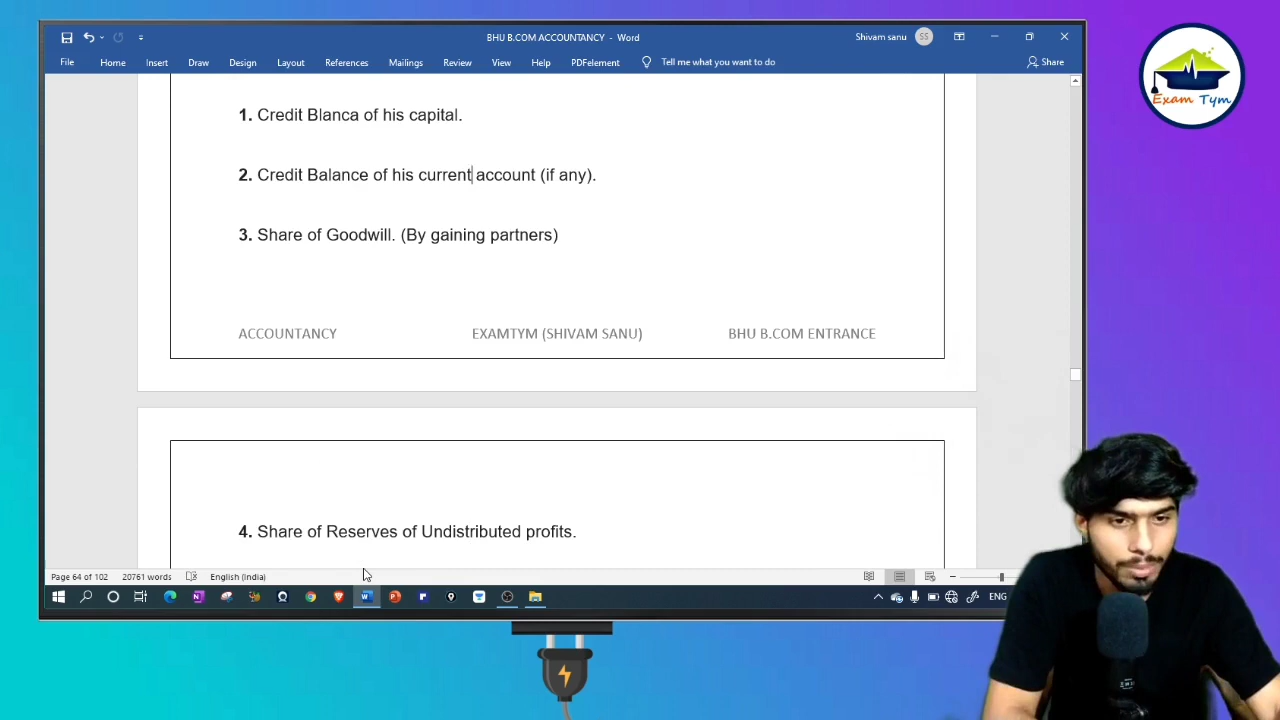 BHU B.COM ACCOUNTANCY - Word
Shivam sanu SS
File Home Insert Draw Design Layout References Mailings Review View Help PDFelement Tell me what you want to do Share
1. Credit Blanca of his capital.
2. Credit Balance of his current account (if any).
3. Share of Goodwill. (By gaining partners)
ACCOUNTANCY EXAMTYM (SHIVAM SANU) BHU B.COM ENTRANCE
4. Share of Reserves of Undistributed profits.
Page 64 of 102 20761 words English (India)
ENG
Exam Tym